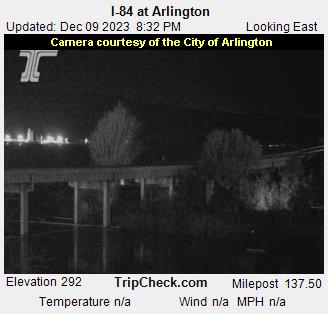 I-84 at Arlington
Updated: Dec 09 2023 8:32 PM Looking East
Camera courtesy of the City of Arlington
Elevation 292 TripCheck.com Milepost 137.50
Temperature n/a Wind n/a MPH n/a